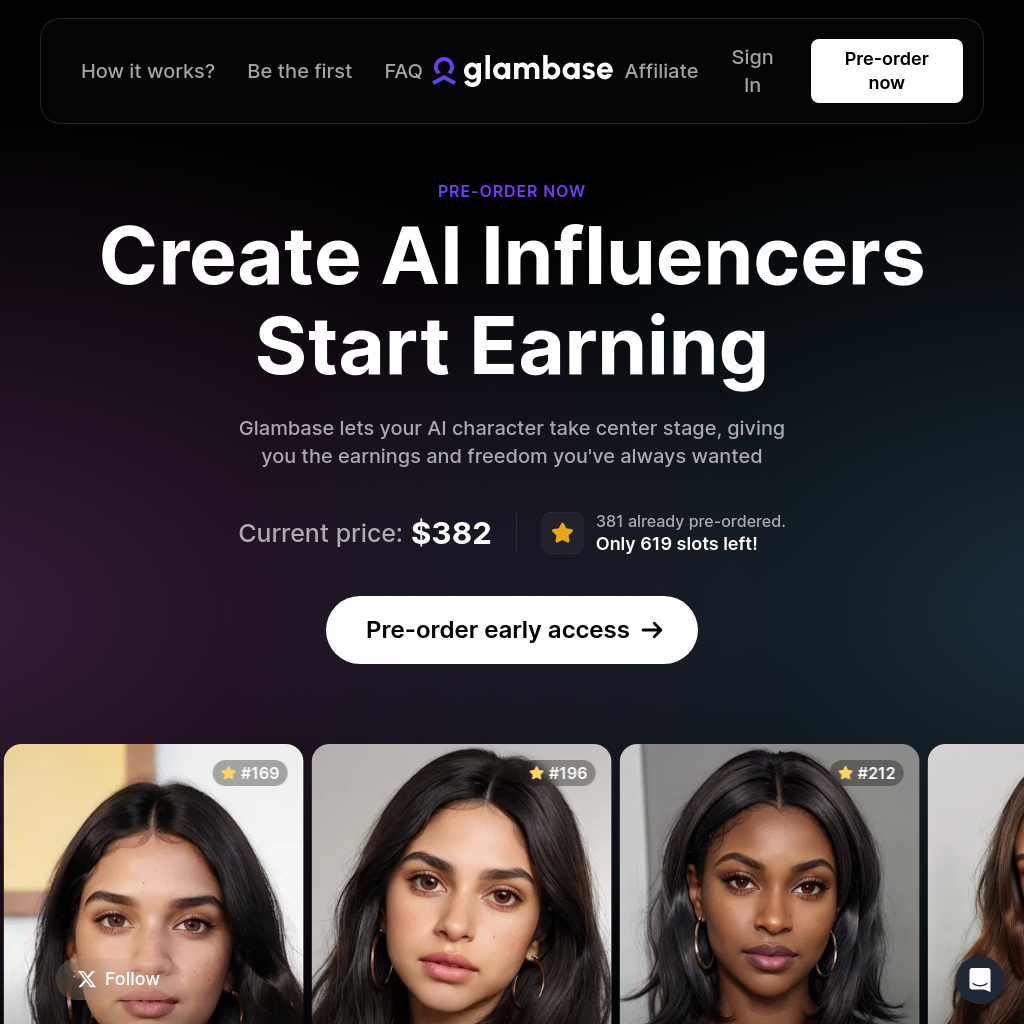 How it works?
Be the first
FAQ
glambase
Affiliate
Sign
In
Pre-order
now
PRE-ORDER NOW
Create AI Influencers
Start Earning
Glambase lets your AI character take center stage, giving
you the earnings and freedom you've always wanted
Current price: $382
381 already pre-ordered.
Only 619 slots left!
Pre-order early access
#169
#196
#212
Follow